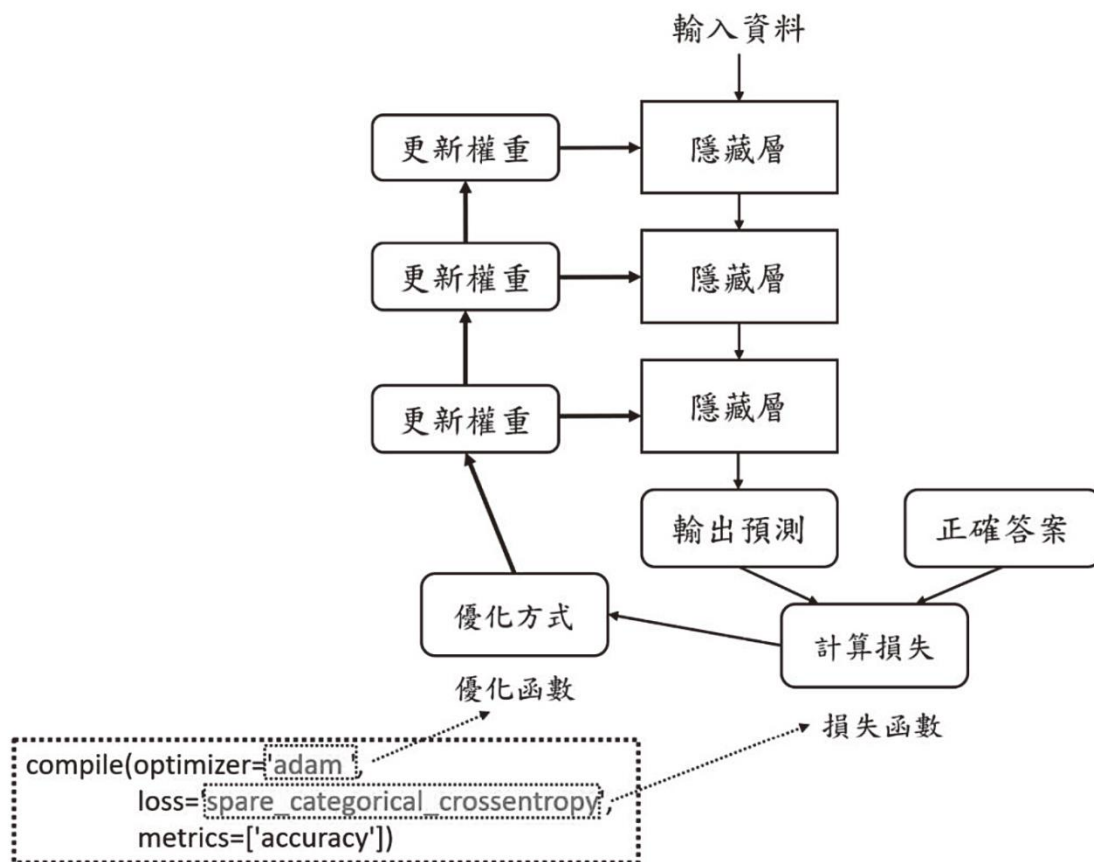 輸入資料
更新權重
隱藏層
更新權重
隱藏層
更新權重
隱藏層
輸出預測
正確答案
優化方式
計算損失
優化函數
損失函數
compile(optimizer='adam ',
loss='spare_categorical_crossentropy',
metrics=['accuracy'])